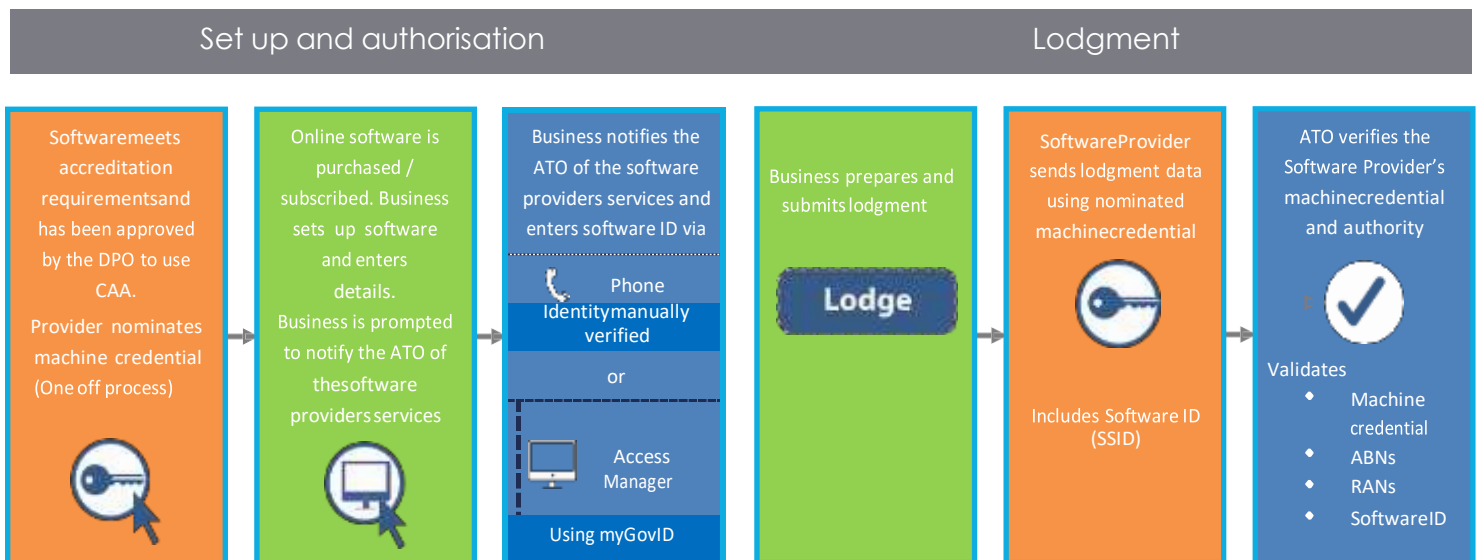 Set up and authorisation
Lodgment
Softwaremeets
accreditation
requirementsand
has been approved
by the DPO to use
CAA.
Provider nominates
machine credential
(One off process)
Online software is
purchased /
subscribed. Business
sets up software
and enters
details.
Business is prompted
to notify the ATO of
thesoftware
providersservices
Business notifies the
ATO of the software
providers services and
enters software ID via
Phone
Identitymanually
verified
or
Access
Manager
Using myGovID
Business prepares and
submitslodgment
Lodge
SoftwareProvider
sends lodgment data
using nominated
machinecredential
Includes Software ID
(SSID)
ATO verifies the
Software Provider's
machinecredential
and authority
Validates
• Machine
credential
• ABNs
• RANs
• SoftwareID